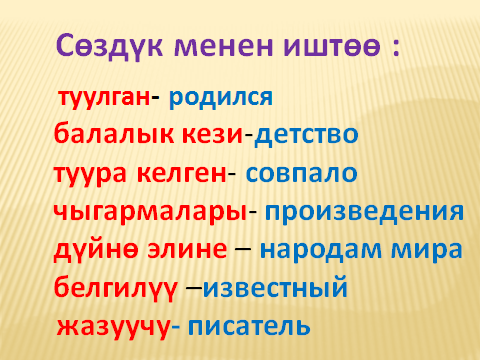 Сөздүк менен иштөө :
туулган- родился
балалык кези-детство
туура келген- совпало
чыгармалары- произведения
дүйнө элине – народам мира
белгилүү –известный
жазуучу- писатель